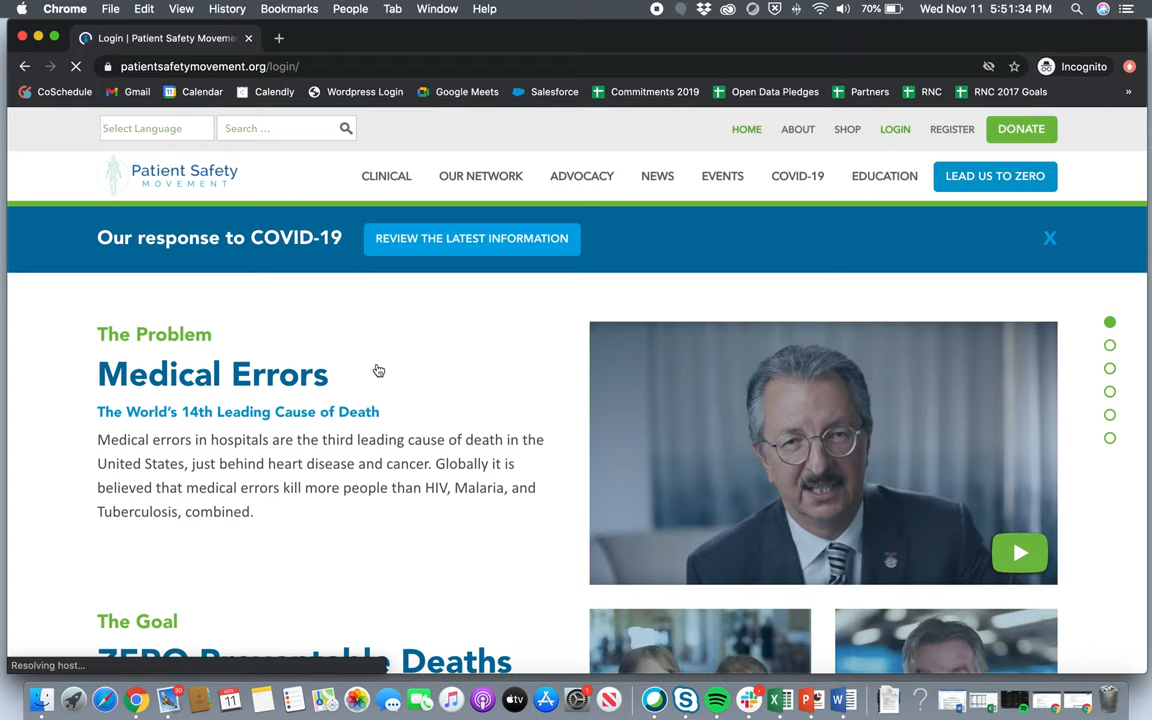 Chrome File Edit View History Bookmarks People Tab Window Help 70% Wed Nov 11 5:51:34 PM
Login | Patient Safety Moveme
patientsafetymovement.org/login/ Incognito
CoSchedule Gmail Calendar Calendly Wordpress Login Google Meets Salesforce Commitments 2019 Open Data Pledges Partners RNC RNC 2017 Goals »
Select Language Search ... HOME ABOUT SHOP LOGIN REGISTER DONATE
Patient Safety
MOVEMENT
CLINICAL OUR NETWORK ADVOCACY NEWS EVENTS COVID-19 EDUCATION LEAD US TO ZERO
Our response to COVID-19 REVIEW THE LATEST INFORMATION X
The Problem
Medical Errors
The World's 14th Leading Cause of Death
Medical errors in hospitals are the third leading cause of death in the
United States, just behind heart disease and cancer. Globally it is
believed that medical errors kill more people than HIV, Malaria, and
Tuberculosis, combined.
The Goal
ZERO Preventable Deaths
Resolving host...